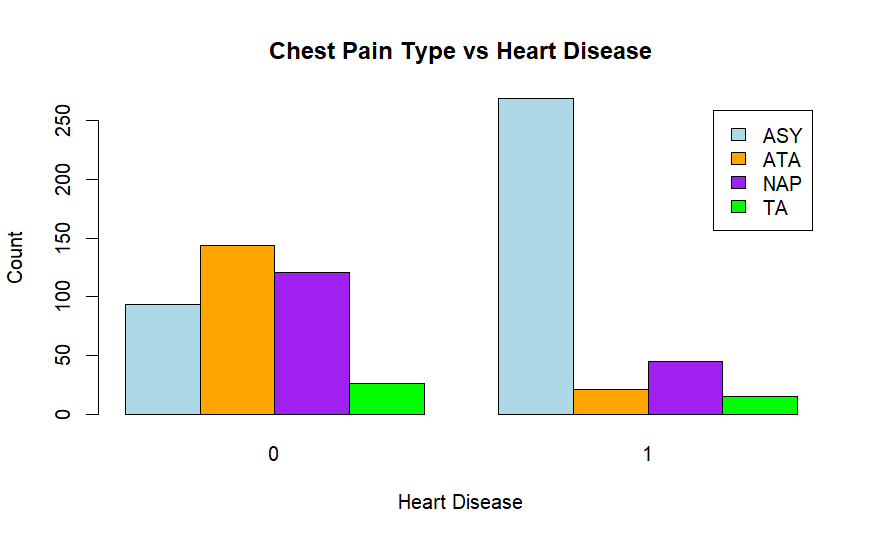 Chest Pain Type vs Heart Disease
250
200
150
100
50
0
Count
ASY
ATA
NAP
TA
0
1
Heart Disease